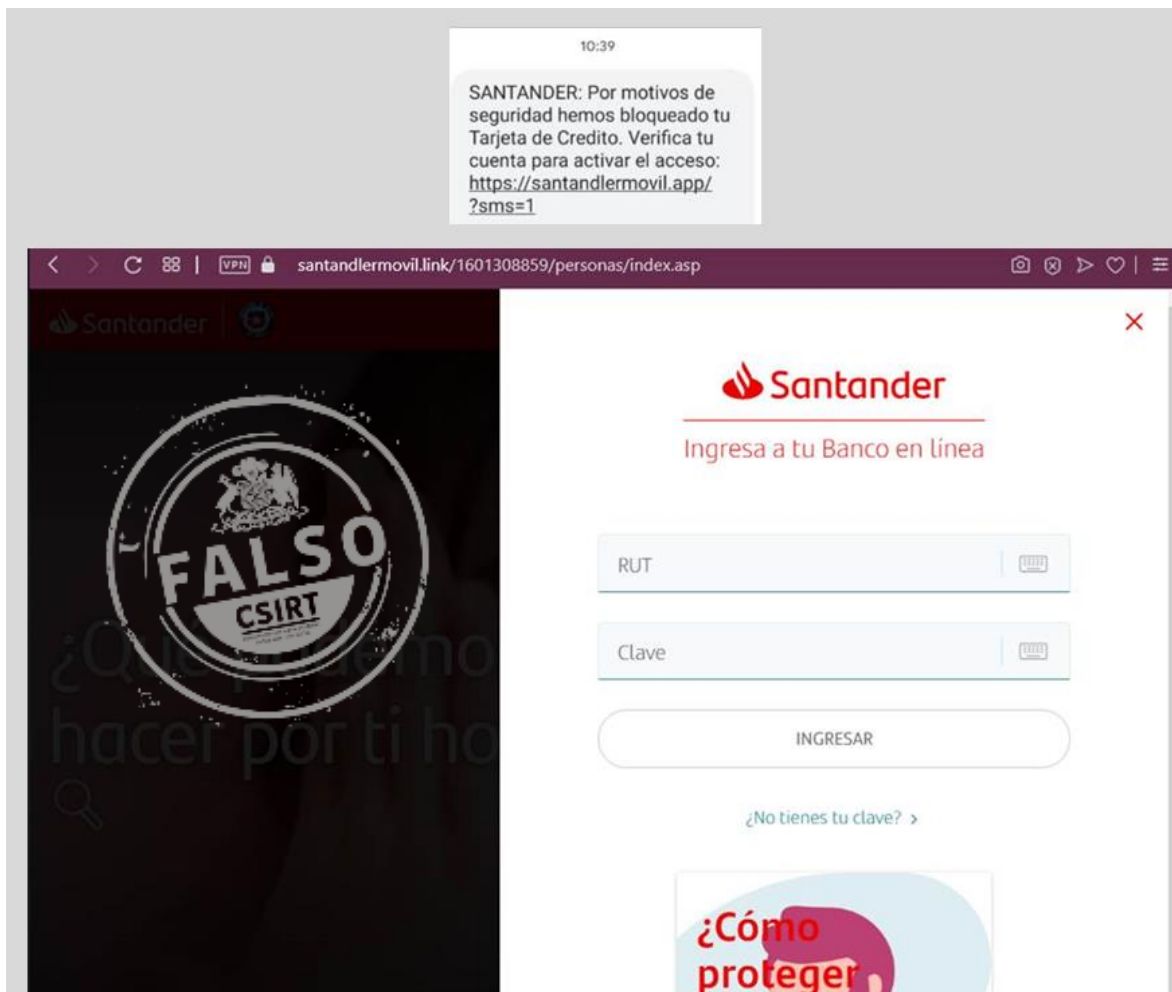 10:39
SANTANDER: Por motivos de
seguridad hemos bloqueado tu
Tarjeta de Credito. Verifica tu
cuenta para activar el acceso:
https://santandlermovil.app/
?sms=1
VPN santandlermovil.link/1601308859/personas/index.asp
Santander
FALSO
CSIRT
¿Qué podemo
hacer por ti ho
Santander
Ingresa a tu Banco en línea
RUT
Clave
INGRESAR
¿No tienes tu clave? >
¿Cómo
proteger